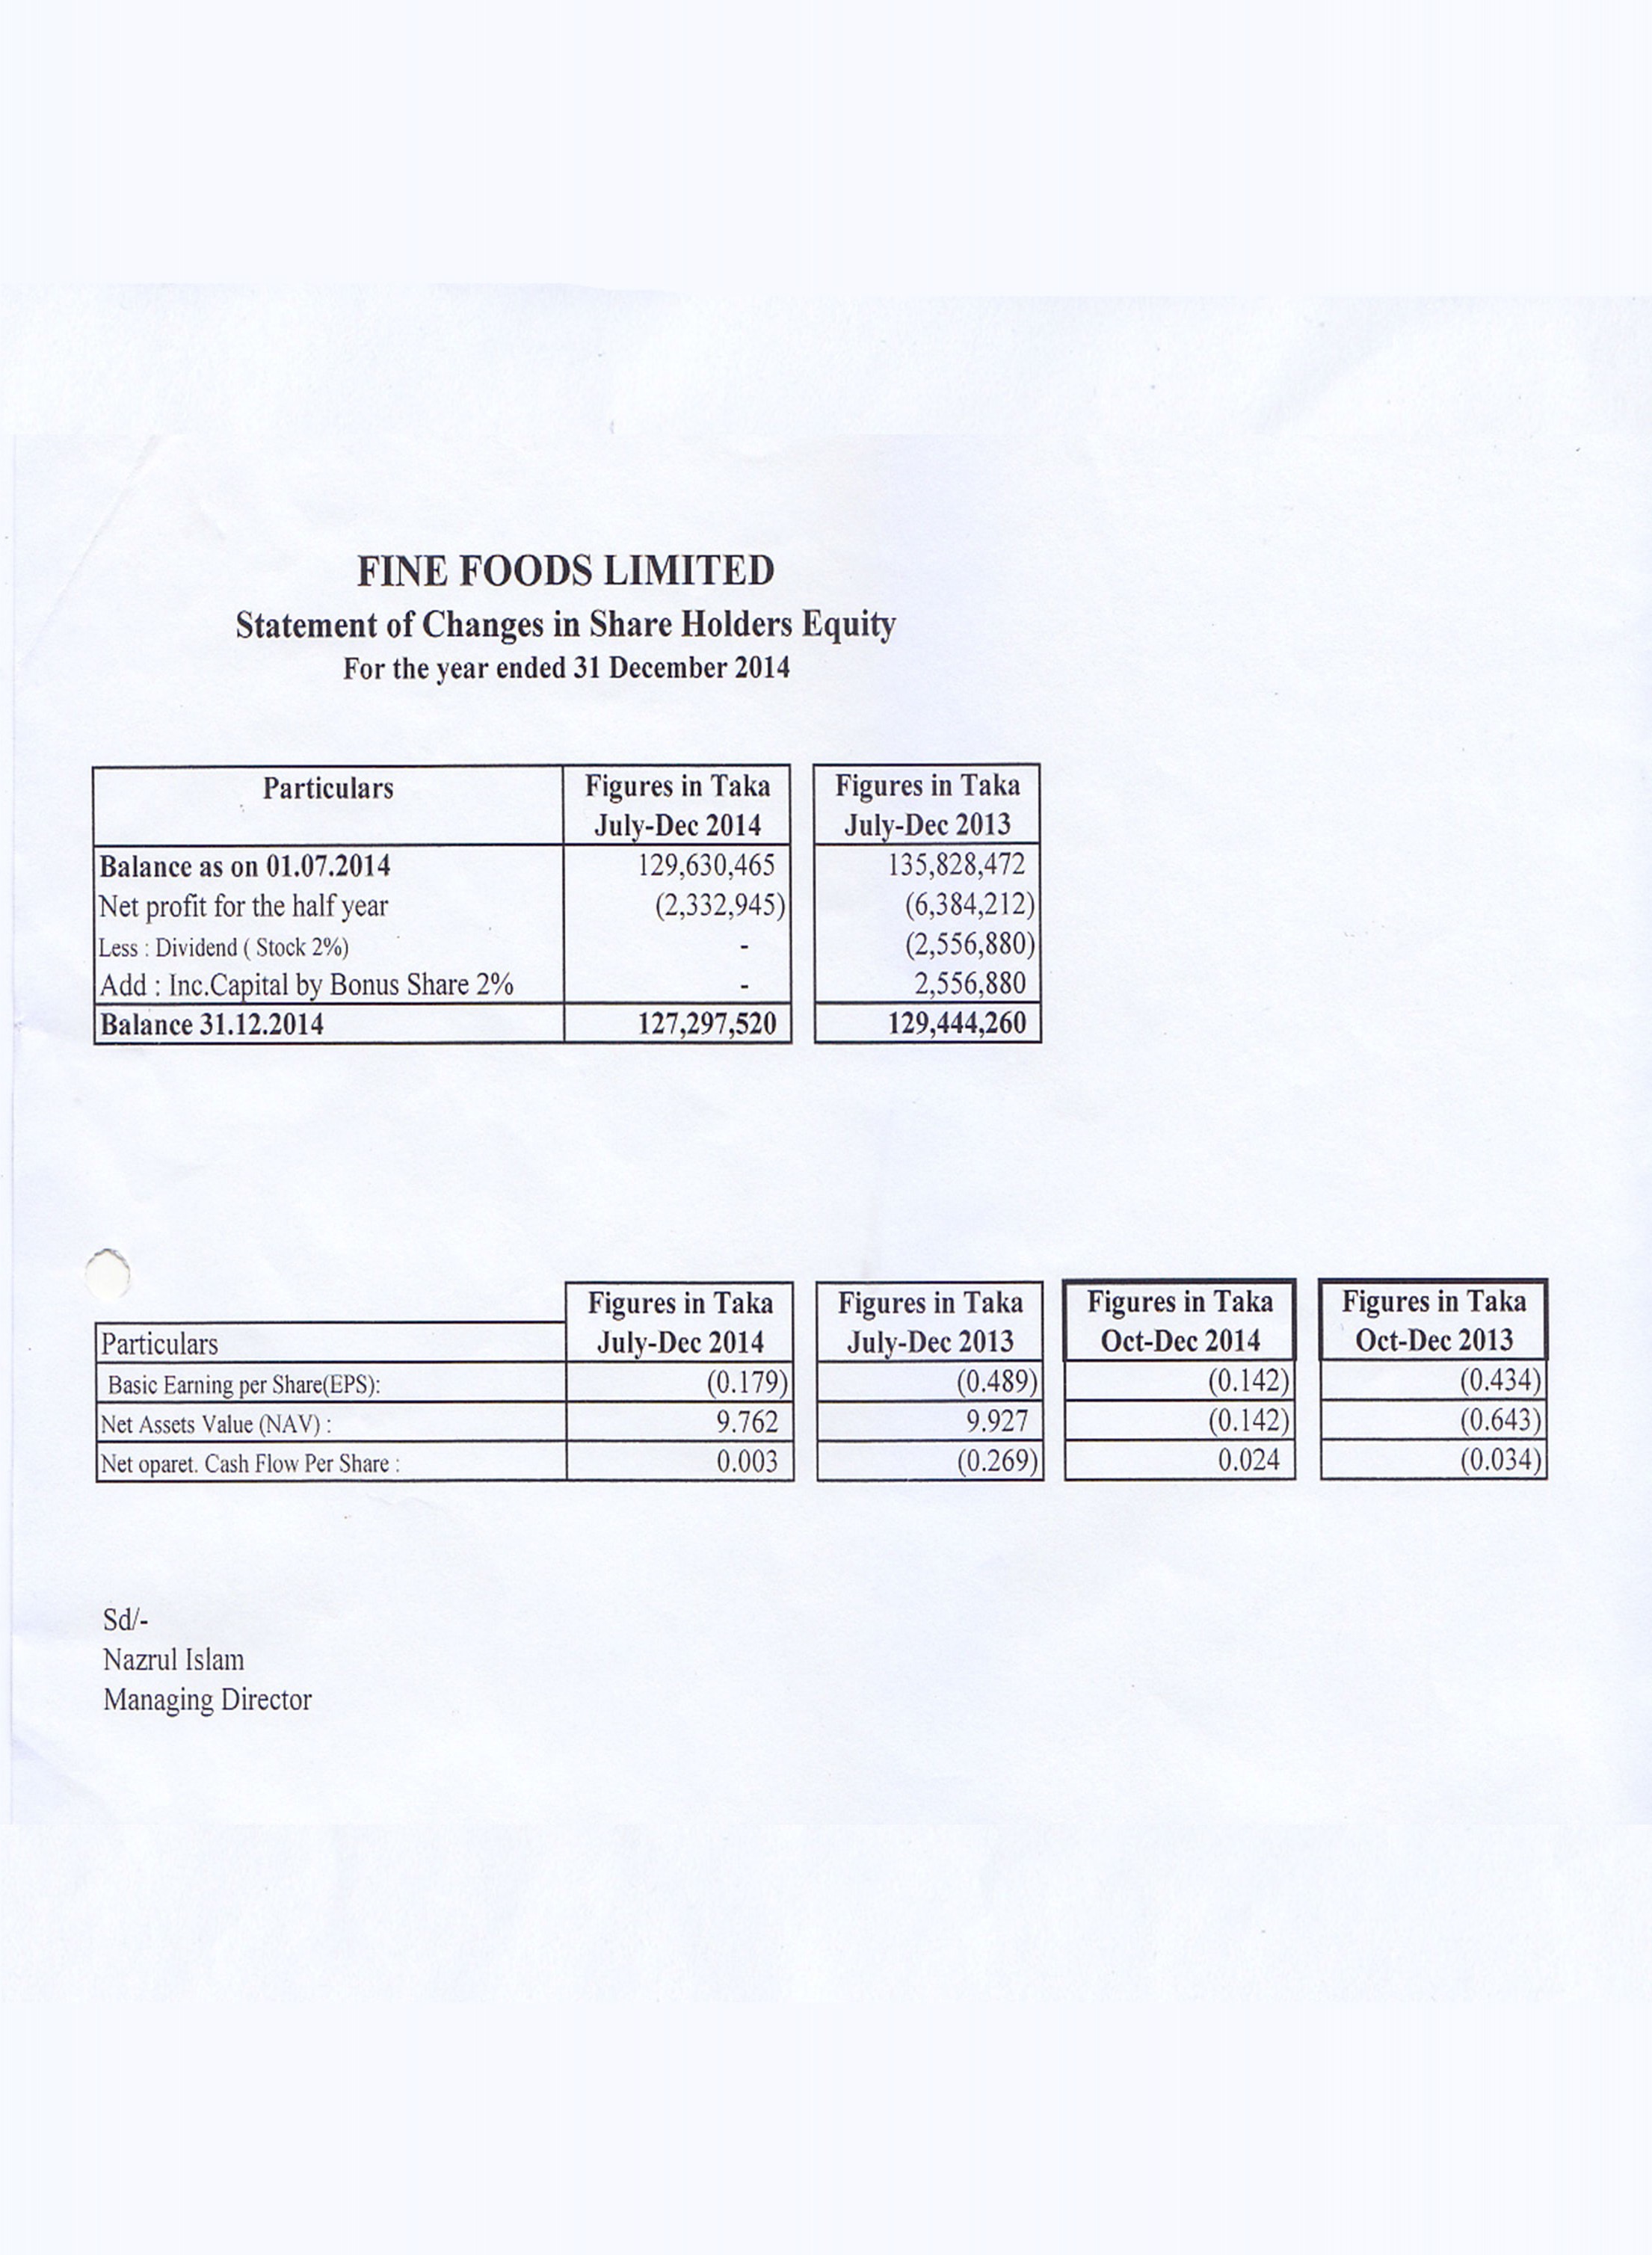 FINE FOODS LIMITED
Statement of Changes in Share Holders Equity
For the year ended 31 December 2014
Particulars Figures in Taka July-Dec 2014 Figures in Taka July-Dec 2013
Balance as on 01.07.2014 129,630,465 135,828,472
Net profit for the half year (2,332,945) (6,384,212)
Less : Dividend ( Stock 2%) - (2,556,880)
Add : Inc.Capital by Bonus Share 2% - 2,556,880
Balance 31.12.2014 127,297,520 129,444,260
Figures in Taka Figures in Taka Figures in Taka Figures in Taka
Particulars July-Dec 2014 July-Dec 2013 Oct-Dec 2014 Oct-Dec 2013
Basic Earning per Share(EPS): (0.179) (0.489) (0.142) (0.434)
Net Assets Value (NAV) : 9.762 9.927 (0.142) (0.643)
Net oparet. Cash Flow Per Share : 0.003 (0.269) 0.024 (0.034)
Sd/-
Nazrul Islam
Managing Director